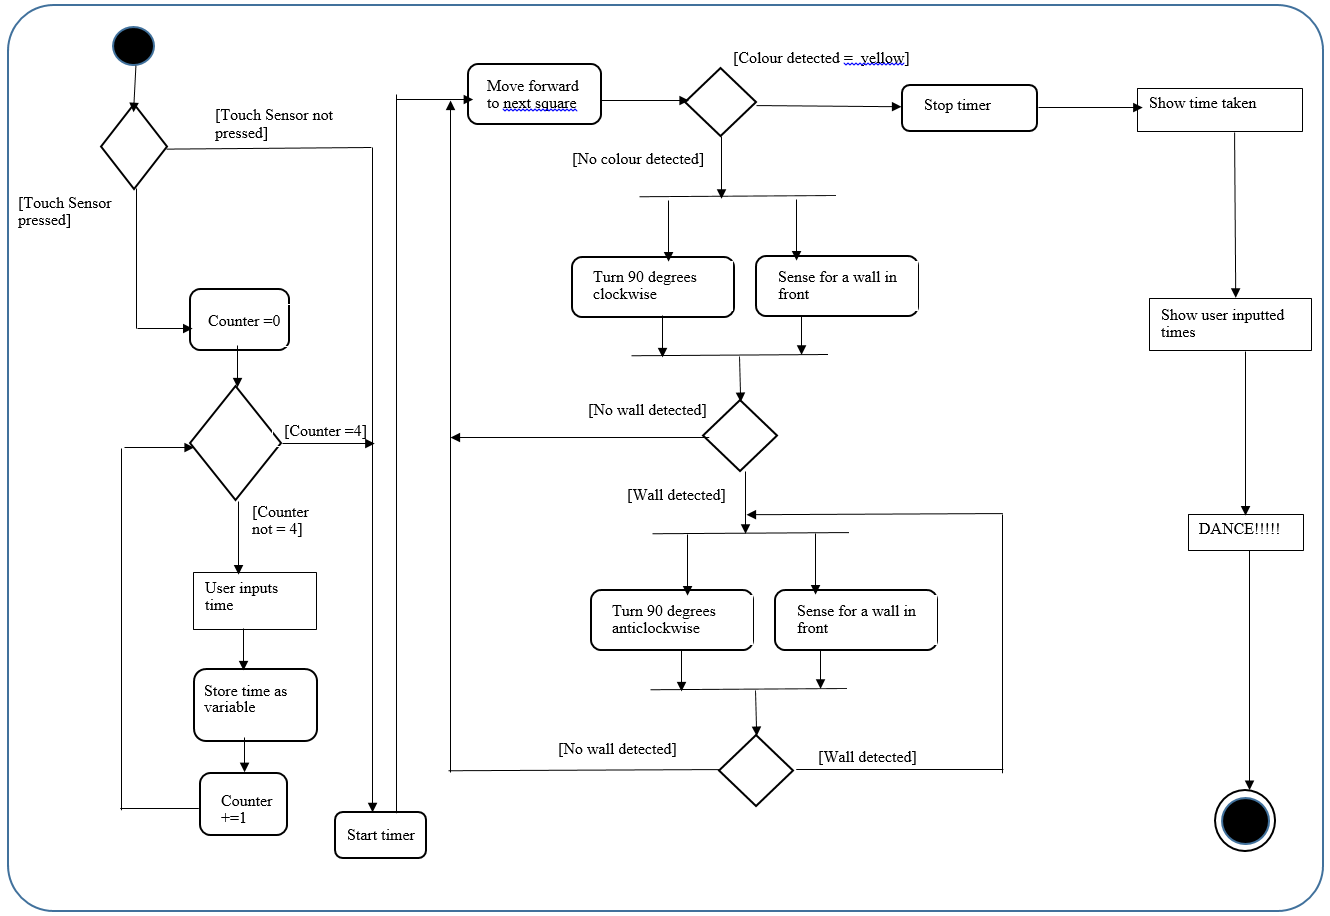 [Touch Sensor not
pressed]
[Touch Sensor
pressed]
Counter =0
[Counter =4]
[Counter
not = 4]
User inputs
time
Store time as
variable
Counter
+=1
Start timer
Move forward
to next square
[Colour detected = yellow]
[No colour detected]
Turn 90 degrees
clockwise
Sense for a wall in
front
[No wall detected]
[Wall detected]
Turn 90 degrees
anticlockwise
Sense for a wall in
front
[No wall detected]
[Wall detected]
Stop timer
Show time taken
Show user inputted
times
DANCE!!!!!